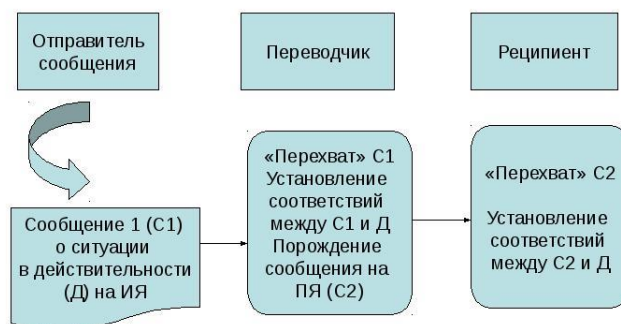 Отправитель
сообщения
Переводчик
Реципиент
Сообщение 1 (С1)
о ситуации
в действительности
(Д) на ИЯ
«Перехват» С1
Установление
соответствий
между С1 и Д
Порождение
сообщения на
ПЯ (С2)
«Перехват» С2
Установление
соответствий
между С2 и Д